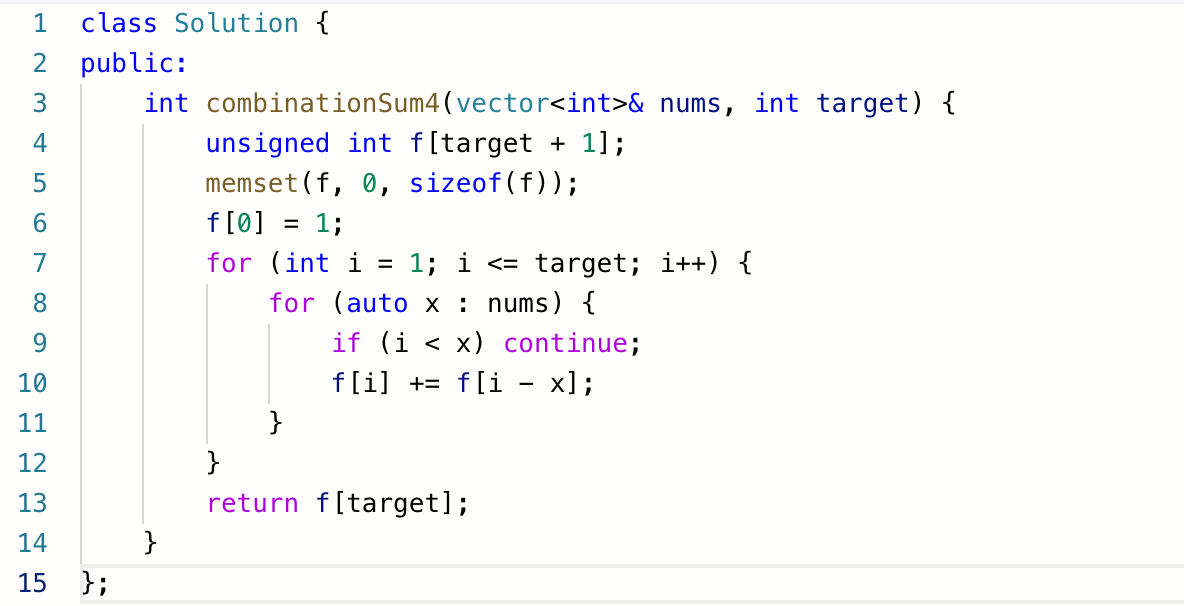 1 class Solution {
2 public:
3     int combinationSum4(vector<int>& nums, int target) {
4         unsigned int f[target + 1];
5         memset(f, 0, sizeof(f));
6         f[0] = 1;
7         for (int i = 1; i <= target; i++) {
8             for (auto x : nums) {
9                 if (i < x) continue;
10                 f[i] += f[i - x];
11             }
12         }
13         return f[target];
14     }
15 };